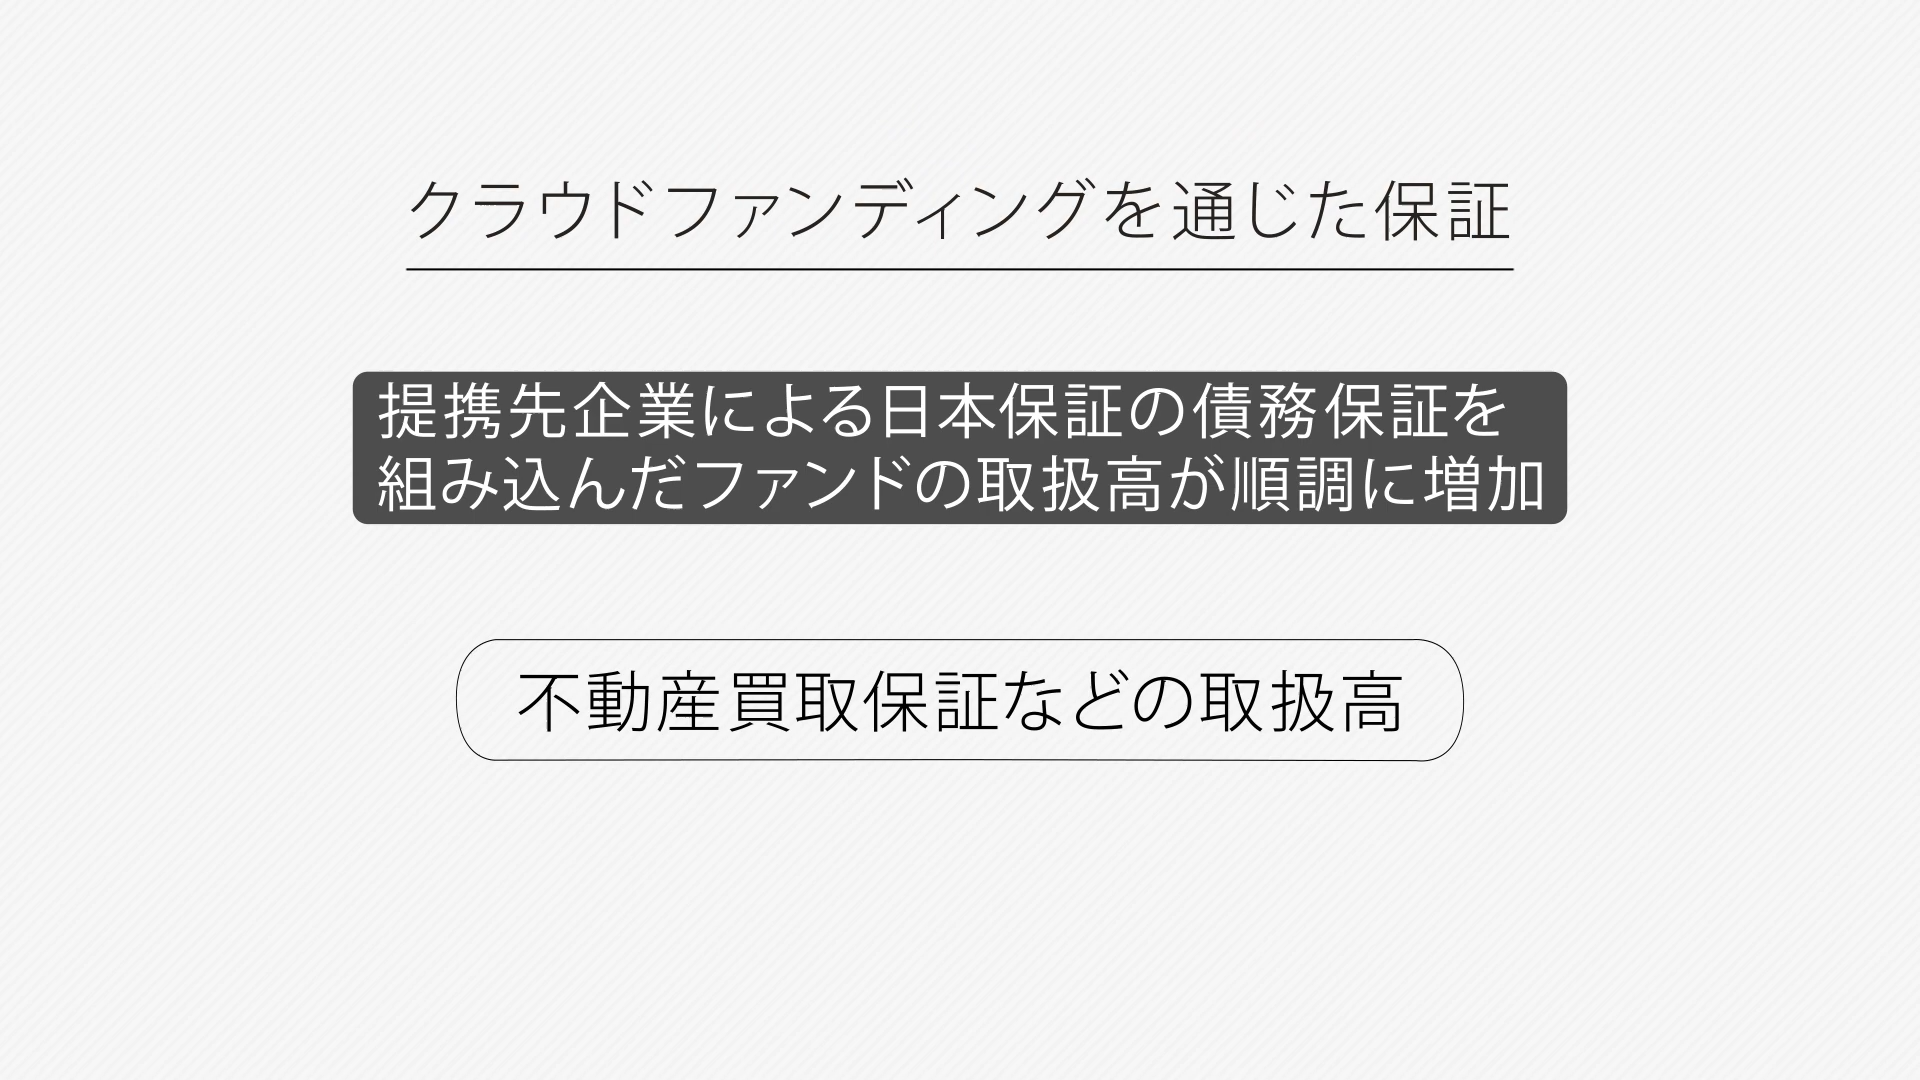 クラウドファンディングを通じた保証
提携先企業による日本保証の債務保証を
組み込んだファンドの取扱高が順調に増加
不動産買取保証などの取扱高